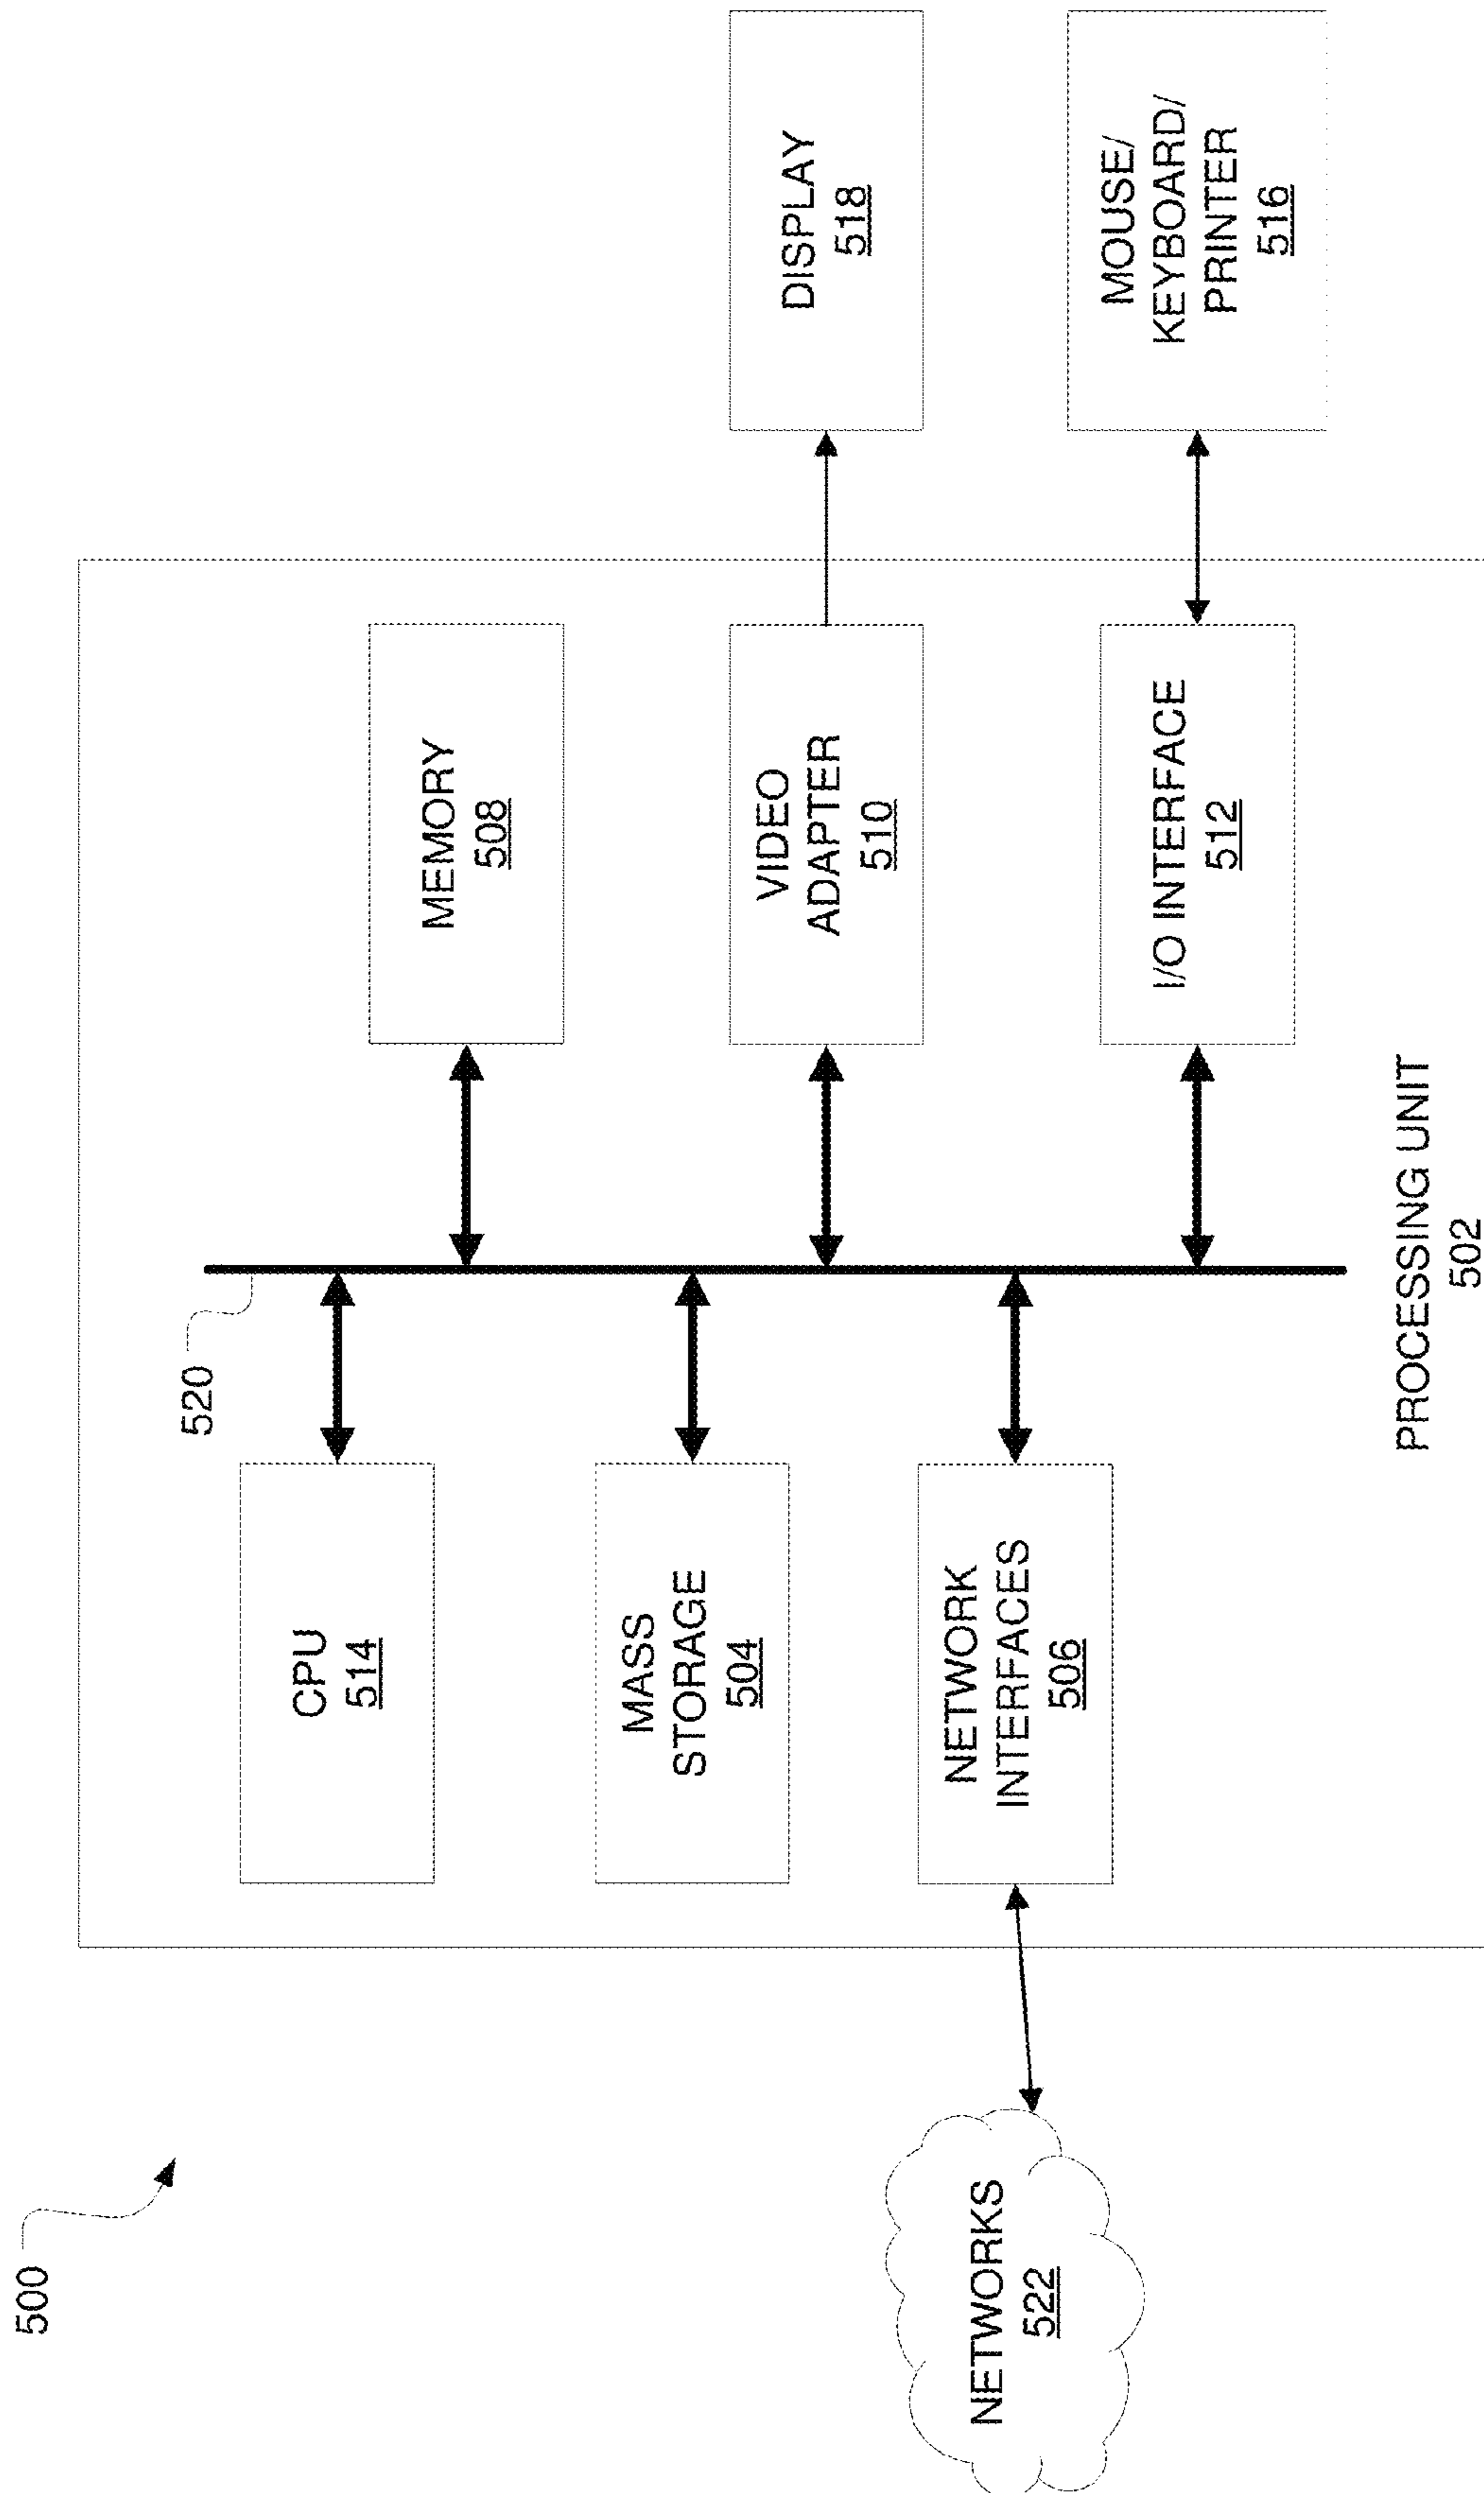 500
520
CPU
514
MEMORY
508
MASS
STORAGE
504
VIDEO
ADAPTER
510
DISPLAY
518
NETWORK
INTERFACES
506
I/O INTERFACE
512
MOUSE/
KEYBOARD/
PRINTER
516
NETWORKS
522
PROCESSING UNIT
502